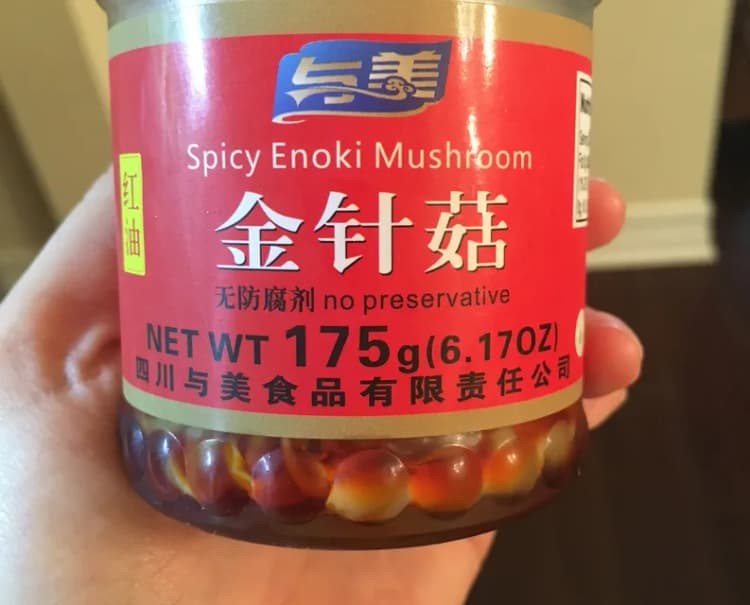 与美
Spicy Enoki Mushroom
红油
金针菇
无防腐剂 no preservative
NET WT 175g(6.17OZ)
四川与美食品有限责任公司